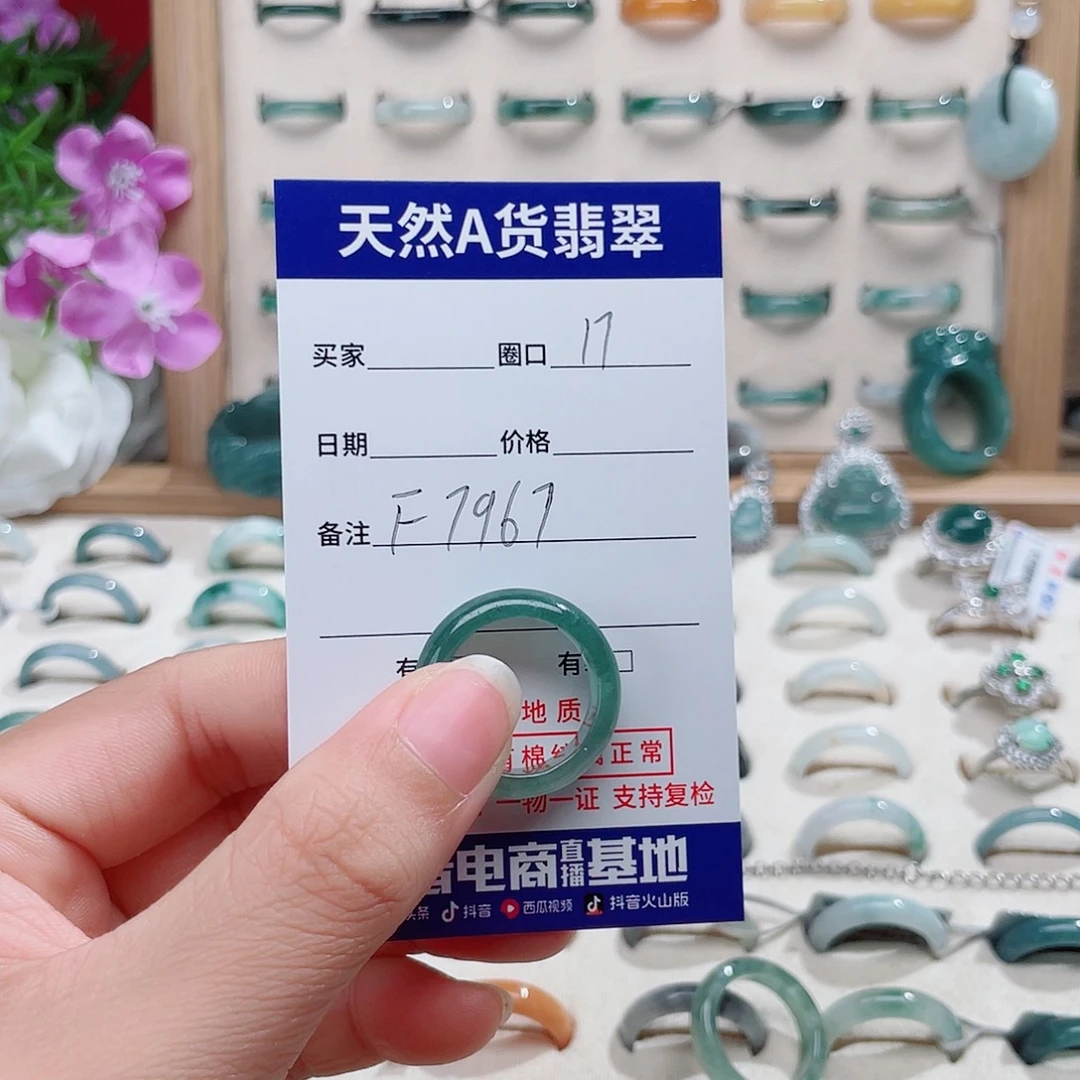 天然A货翡翠
买家 圈口 17
日期 价格
备注 F7967
有 有
地质
棉 正常
一物一证 支持复检
电商直播基地
头条 抖音 西瓜视频 抖音火山版